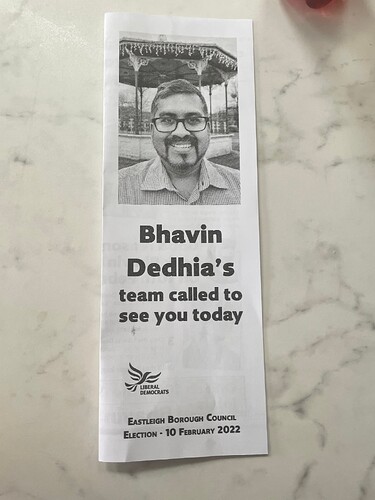 Bhavin
Dedhia's
team called to
see you today
LIBERAL
DEMOCRATS
EASTLEIGH BOROUGH COUNCIL
ELECTION - 10 FEBRUARY 2022